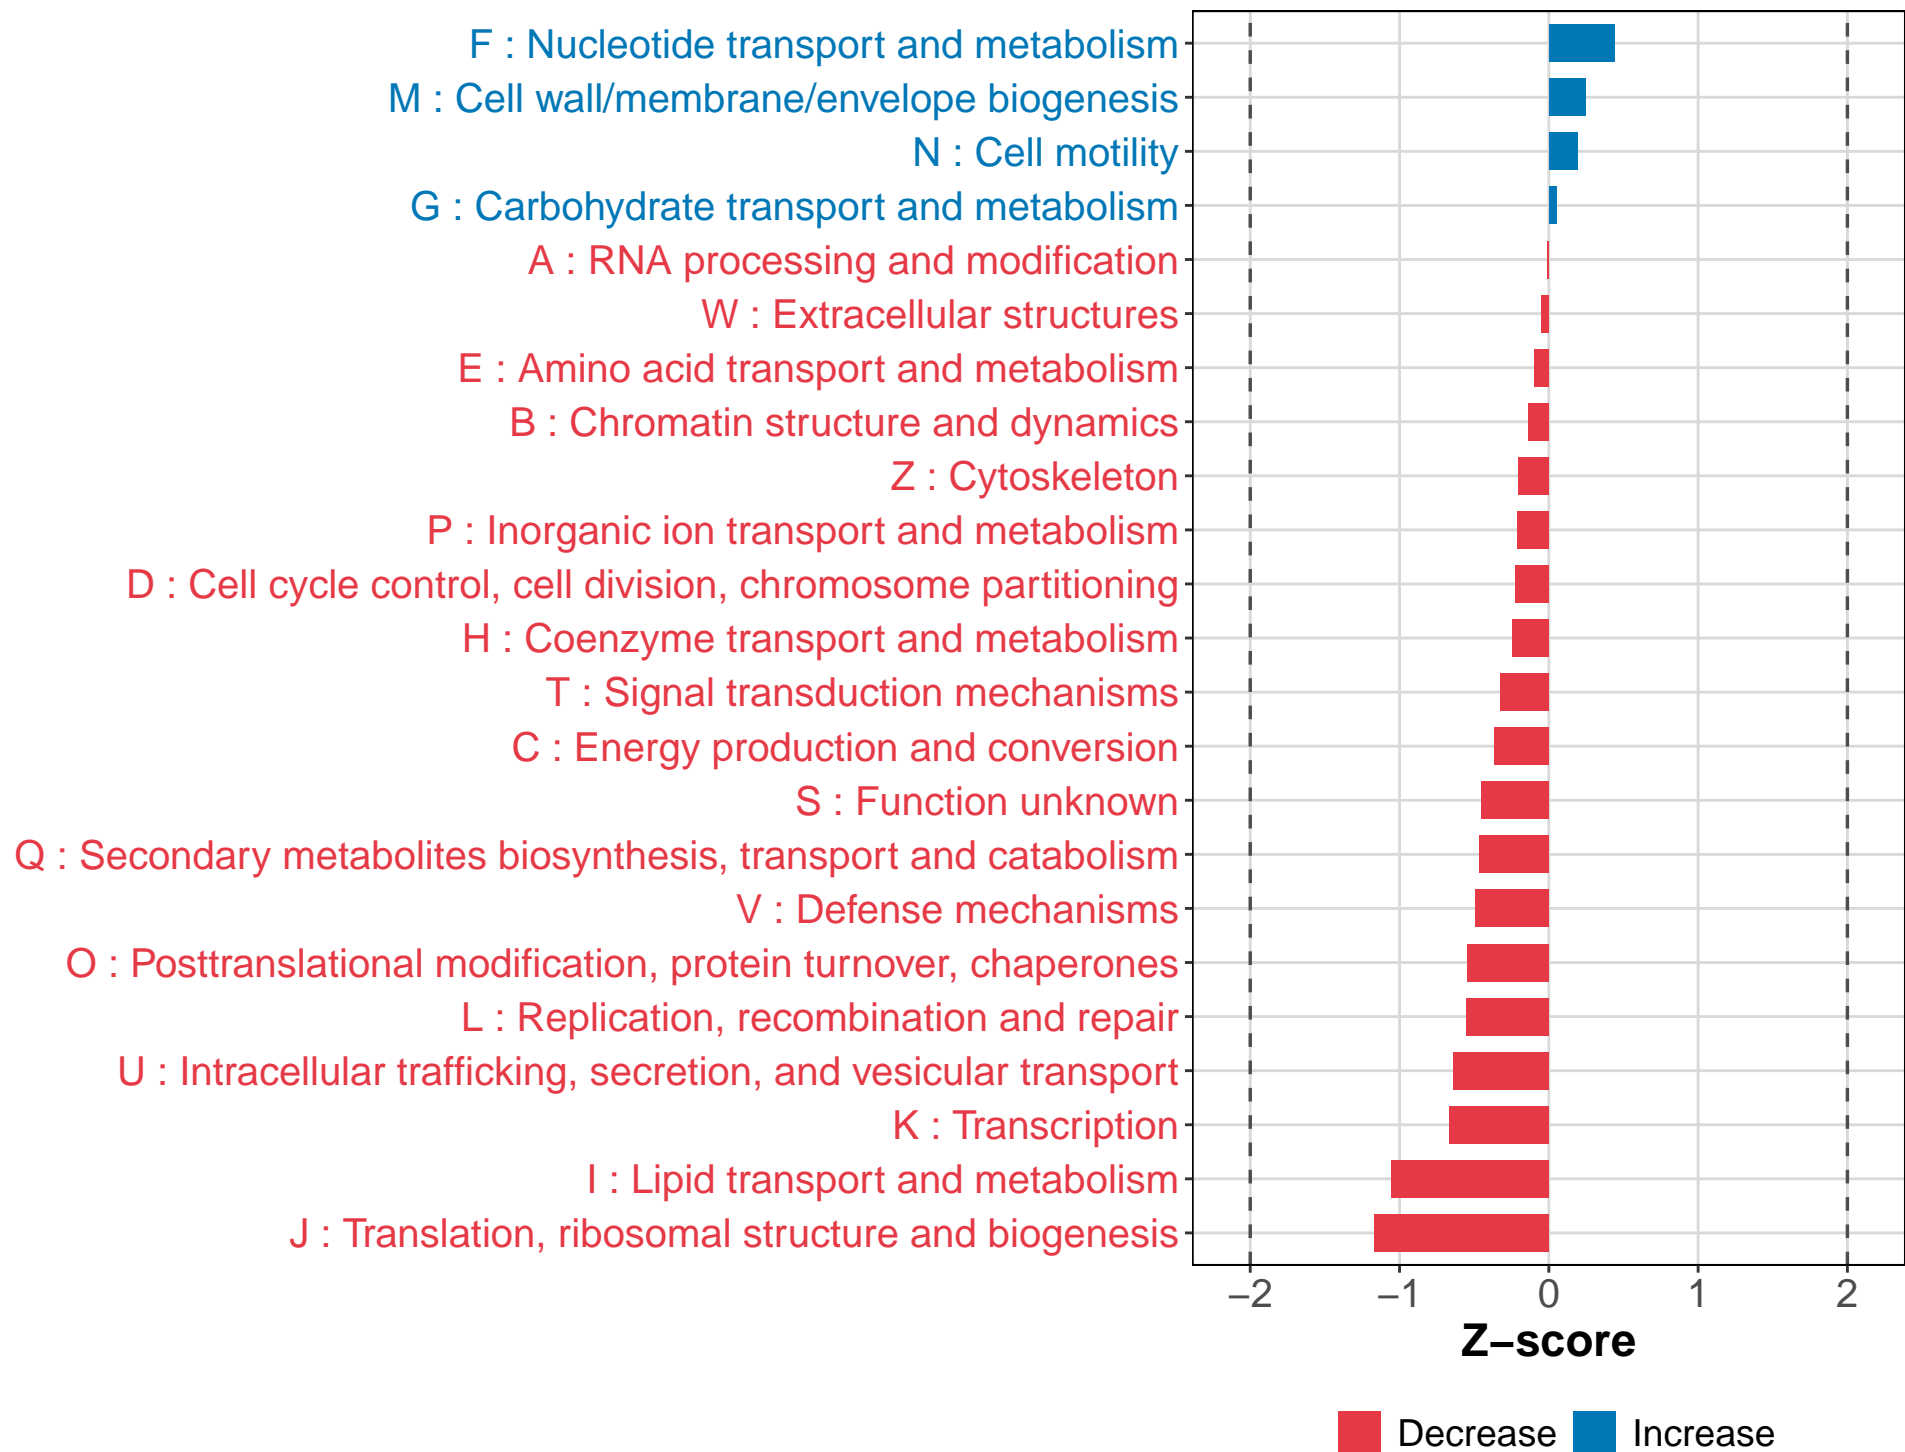 F : Nucleotide transport and metabolism
M : Cell wall/membrane/envelope biogenesis
N : Cell motility
G : Carbohydrate transport and metabolism
A : RNA processing and modification
W : Extracellular structures
E : Amino acid transport and metabolism
B : Chromatin structure and dynamics
Z : Cytoskeleton
P : Inorganic ion transport and metabolism
D : Cell cycle control, cell division, chromosome partitioning
H : Coenzyme transport and metabolism
T : Signal transduction mechanisms
C : Energy production and conversion
S : Function unknown
Q : Secondary metabolites biosynthesis, transport and catabolism
V : Defense mechanisms
O : Posttranslational modification, protein turnover, chaperones
L : Replication, recombination and repair
U : Intracellular trafficking, secretion, and vesicular transport
K : Transcription
I : Lipid transport and metabolism
J : Translation, ribosomal structure and biogenesis
−2 −1 0 1 2
Z−score
Decrease Increase